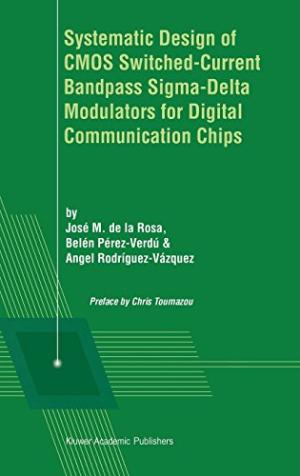 Systematic Design of
CMOS Switched-Current
Bandpass Sigma-Delta
Modulators for Digital
Communication Chips
by
José M. de la Rosa,
Belén Pérez-Verdú &
Angel Rodríguez-Vázquez
Preface by Chris Toumazou
Kluwer Academic Publishers